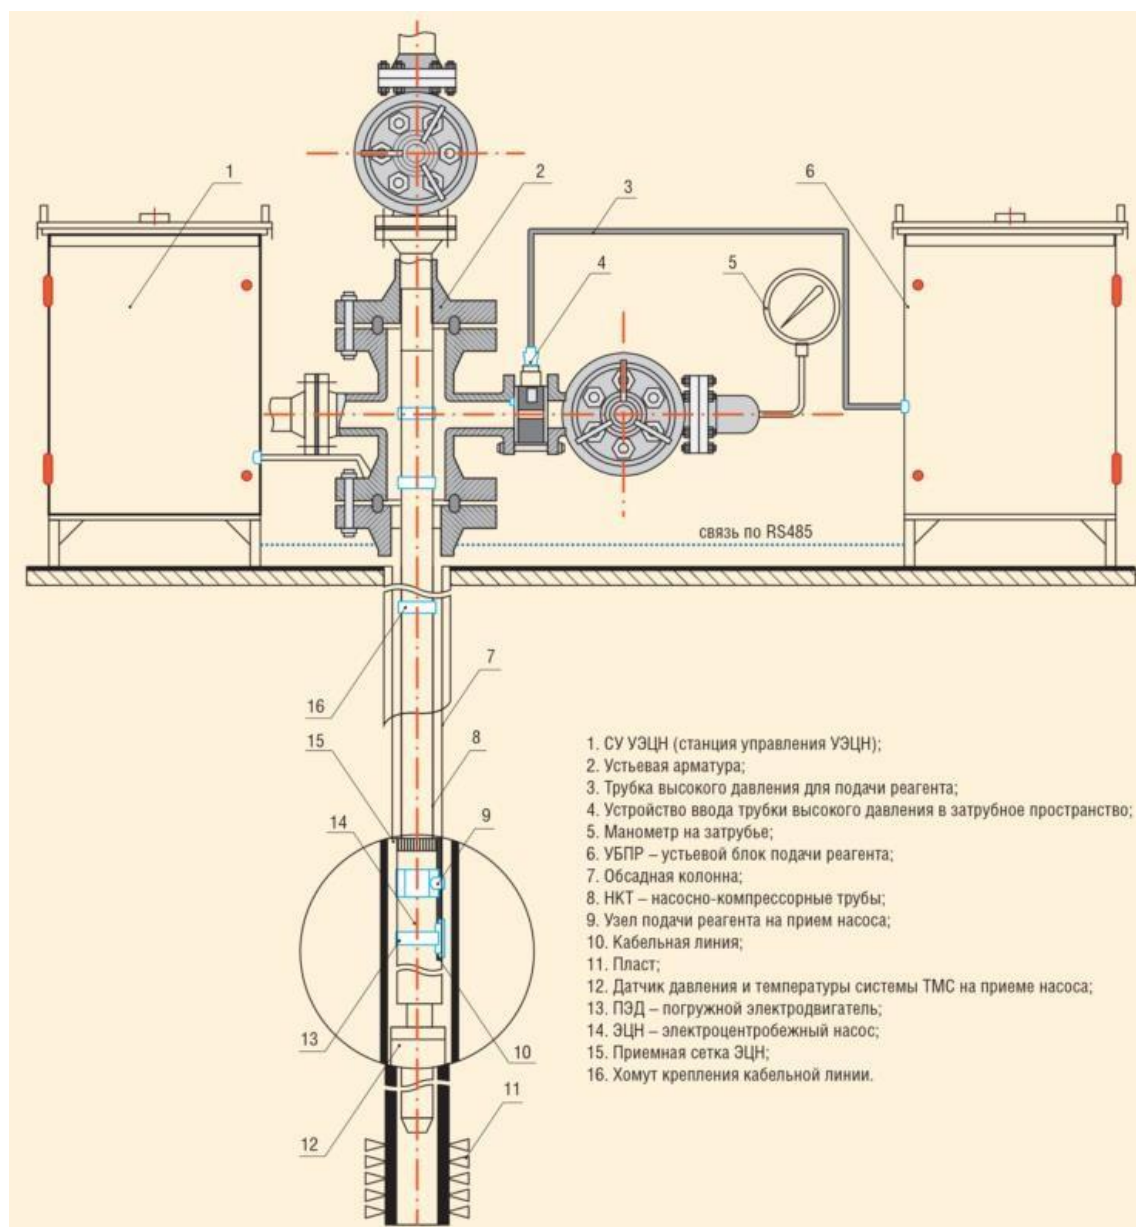 1
2
3
4
5
6
связь по RS485
7
16
15
8
14
9
13
10
12
11
1. СУ УЭЦН (станция управления УЭЦН);
2. Устьевая арматура;
3. Трубка высокого давления для подачи реагента;
4. Устройство ввода трубки высокого давления в затрубное пространство;
5. Манометр на затрубье;
6. УБПР – устьевой блок подачи реагента;
7. Обсадная колонна;
8. НКТ – насосно-компрессорные трубы;
9. Узел подачи реагента на прием насоса;
10. Кабельная линия;
11. Пласт;
12. Датчик давления и температуры системы ТМС на приеме насоса;
13. ПЭД – погружной электродвигатель;
14. ЭЦН – электроцентробежный насос;
15. Приемная сетка ЭЦН;
16. Хомут крепления кабельной линии.